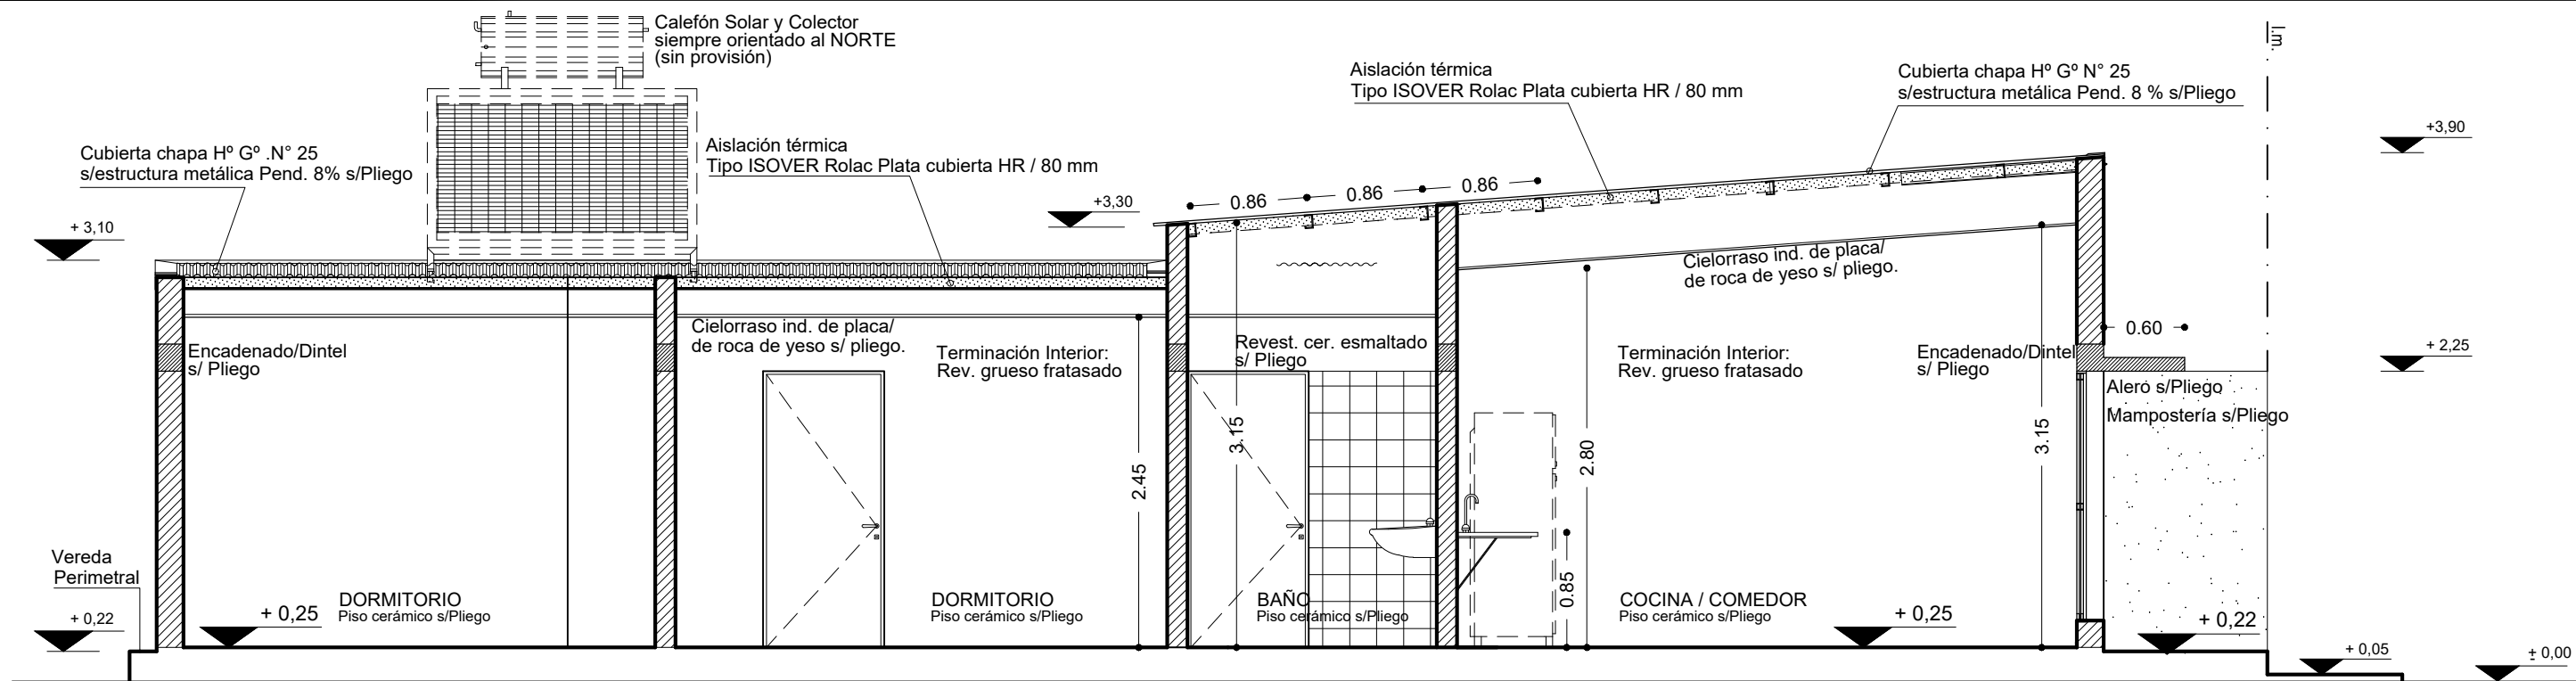 Calefón Solar y Colector
siempre orientado al NORTE
(sin provisión)
l.m.
Aislación térmica
Tipo ISOVER Rolac Plata cubierta HR / 80 mm
Cubierta chapa Hº Gº N° 25
s/estructura metálica Pend. 8 % s/Pliego
+3,90
Cubierta chapa Hº Gº .N° 25
s/estructura metálica Pend. 8% s/Pliego
Aislación térmica
Tipo ISOVER Rolac Plata cubierta HR / 80 mm
0.86
0.86
0.86
+3,30
+ 3,10
Cielorraso ind. de placa/
de roca de yeso s/ pliego.
0.60
Cielorraso ind. de placa/
de roca de yeso s/ pliego.
Encadenado/Dintel
s/ Pliego
Terminación Interior:
Rev. grueso fratasado
Revest. cer. esmaltado
s/ Pliego
Terminación Interior:
Rev. grueso fratasado
Encadenado/Dintel
s/ Pliego
+ 2,25
Alero s/Pliego
Mampostería s/Pliego
2.45
3.15
2.80
3.15
0.85
Vereda
Perimetral
+ 0,22
+ 0,25
DORMITORIO
Piso cerámico s/Pliego
DORMITORIO
Piso cerámico s/Pliego
BAÑO
Piso cerámico s/Pliego
COCINA / COMEDOR
Piso cerámico s/Pliego
+ 0,25
+ 0,22
+ 0,05
± 0,00